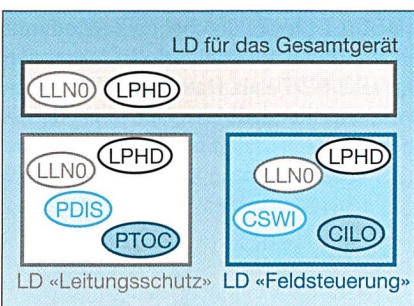 LD für das Gesamtgerät
LLN0 LPHD
LLN0 LPHD
PDIS
PTOC
LD «Leitungsschutz»
LPHD
LLN0
CSWI
CILO
LD «Feldsteuerung»